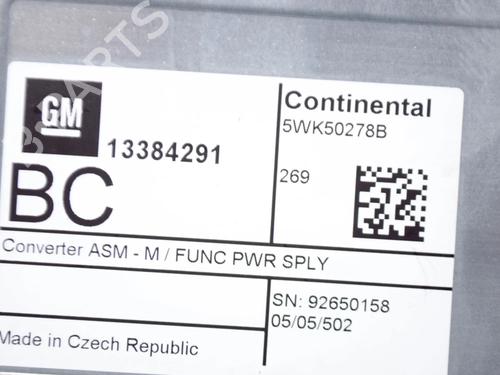 GM
13384291
BC
Continental
5WK50278B
269
Converter ASM - M / FUNC PWR SPLY
SN: 92650158
05/05/502
Made in Czech Republic